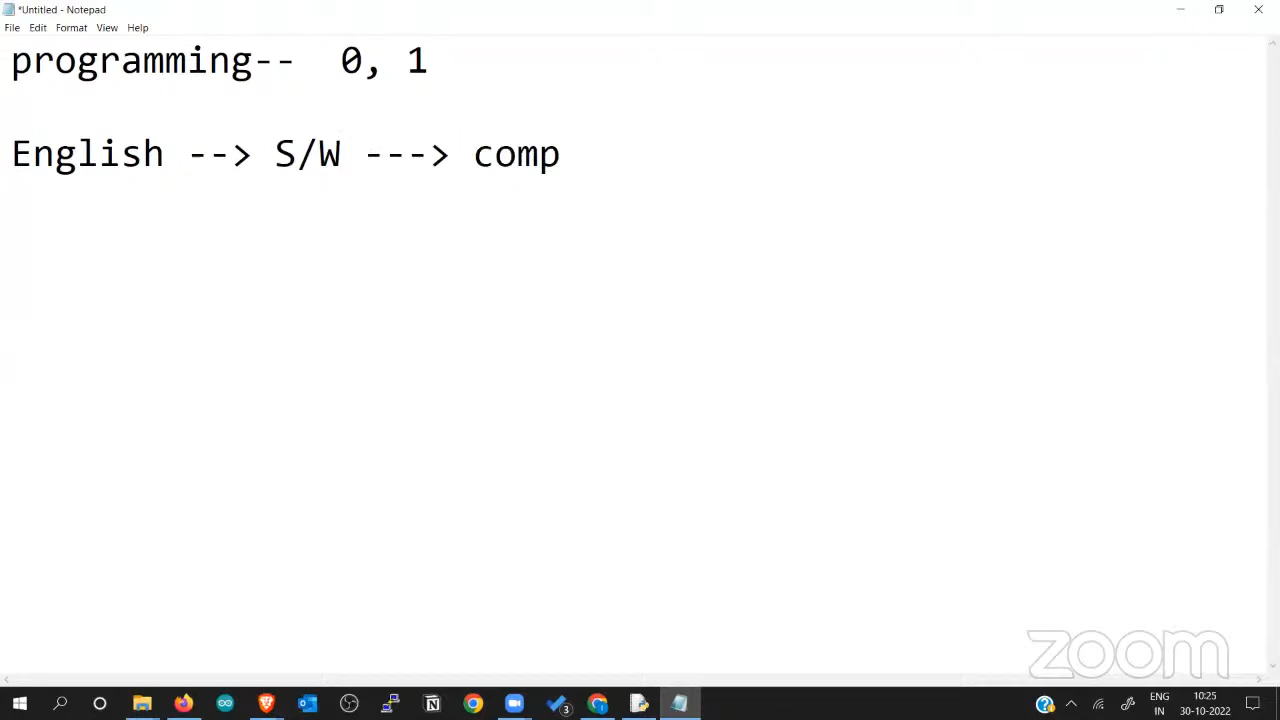 *Untitled - Notepad
File Edit Format View Help
programming-- 0, 1
English --> S/W ---> comp
zoom
3
ENG
IN
10:25
30-10-2022